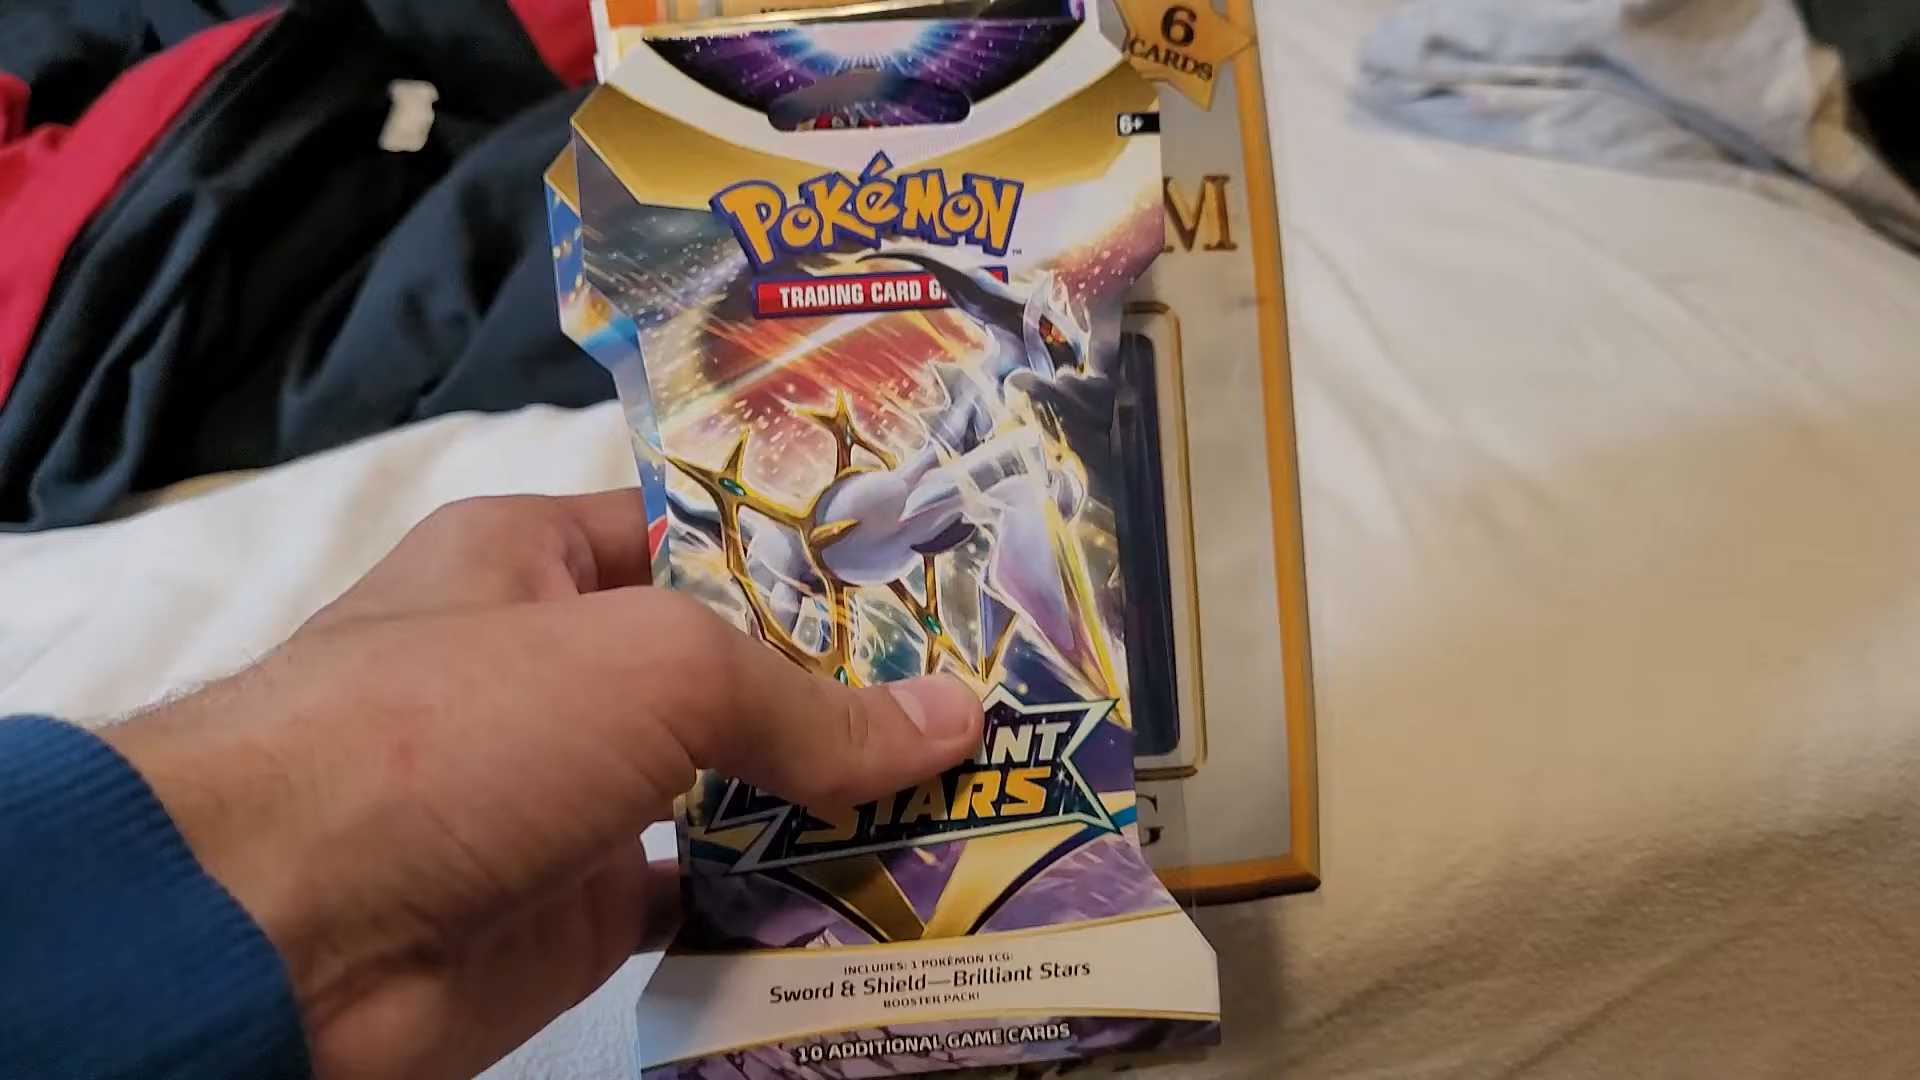 6
CARDS
6+
POKéMON
TRADING CARD G
M
ANT
STARS
G
INCLUDES: 1 POKÉMON TCG:
Sword & Shield—Brilliant Stars
BOOSTER PACK!
10 ADDITIONAL GAME CARDS